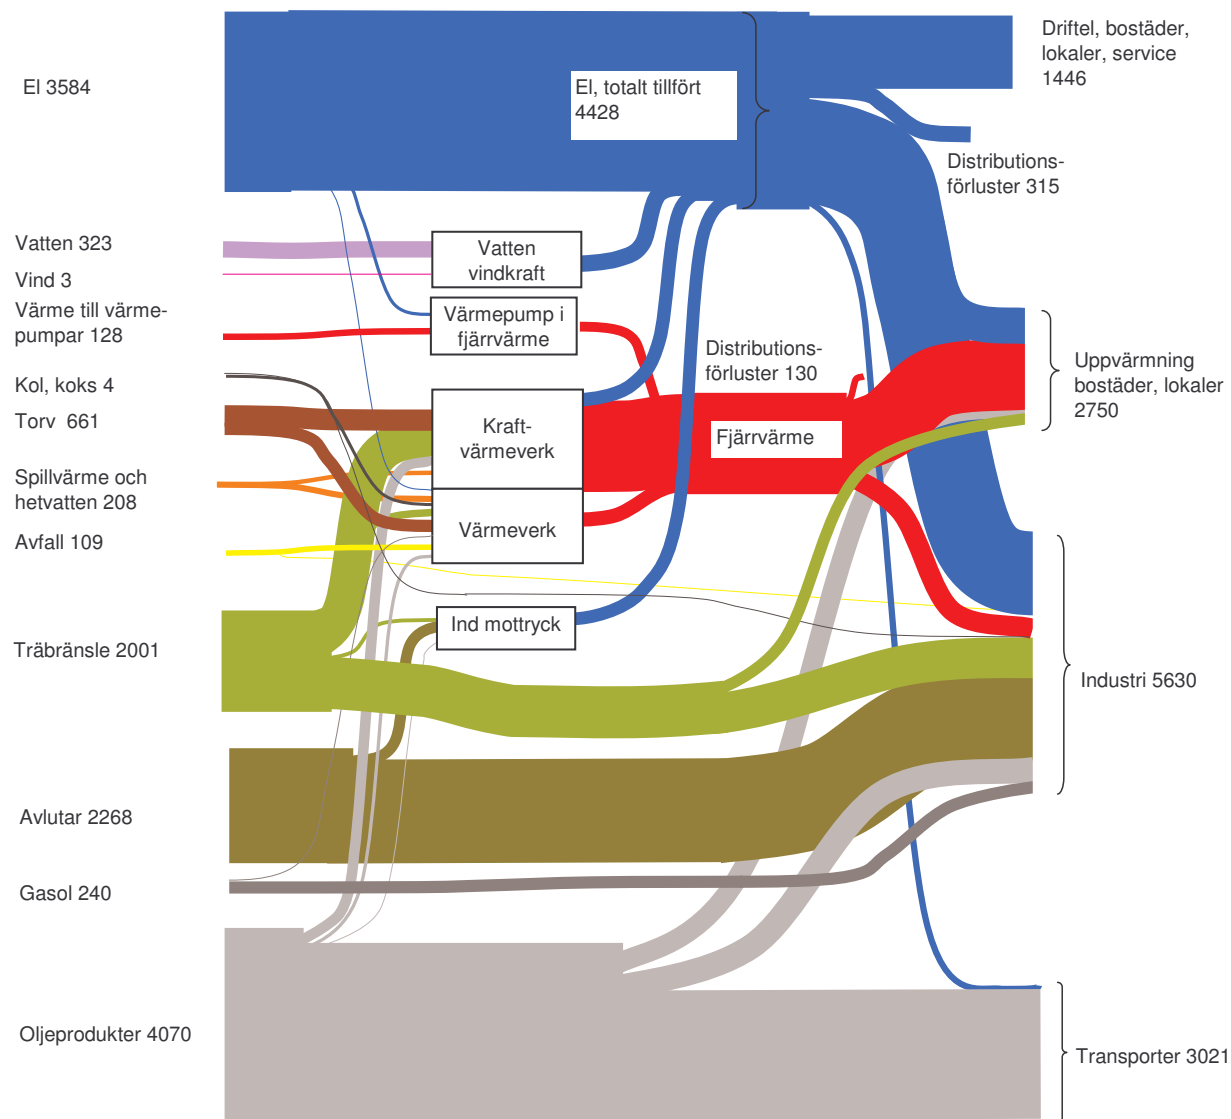 El 3584
Vatten 323
Vind 3
Värme till värme-
pumpar 128
Kol, koks 4
Torv 661
Spillvärme och
hetvatten 208
Avfall 109
Träbränsle 2001
Avlutar 2268
Gasol 240
Oljeprodukter 4070
El, totalt tillfört
4428
Vatten
vindkraft
Värmepump i
fjärrvärme
Kraft-
värmeverk
Värmeverk
Ind mottryck
Distributions-
förluster 130
Fjärrvärme
Driftel, bostäder,
lokaler, service
1446
Distributions-
förluster 315
Uppvärmning
bostäder, lokaler
2750
Industri 5630
Transporter 3021